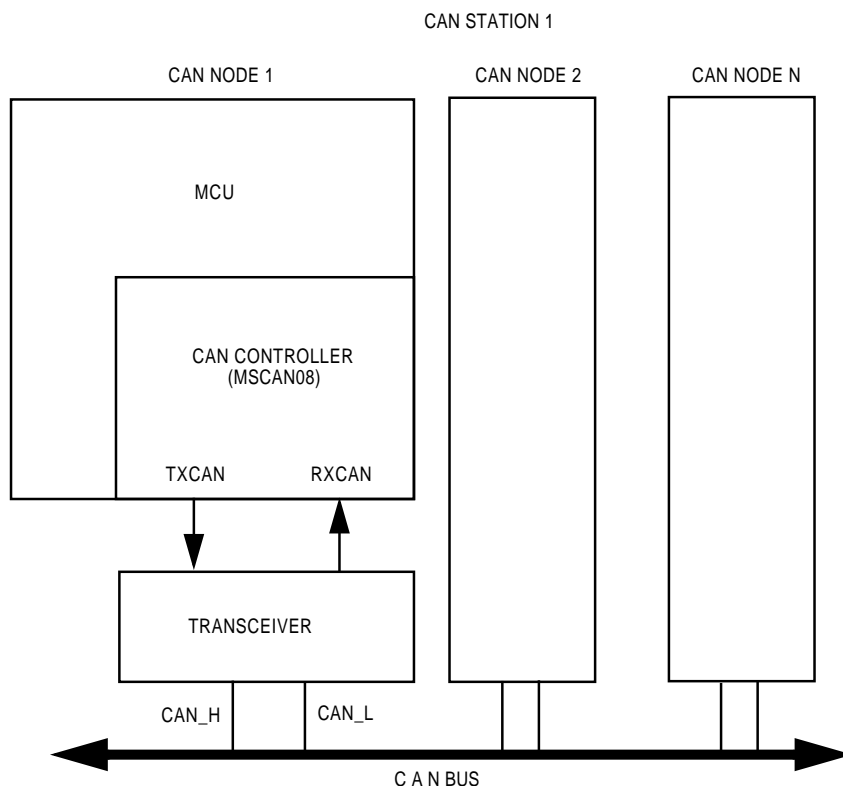 CAN STATION 1
CAN NODE 1
CAN NODE 2
CAN NODE N
MCU
CAN CONTROLLER
(MSCAN08)
TXCAN
RXCAN
TRANSCEIVER
CAN_H
CAN_L
C A N BUS